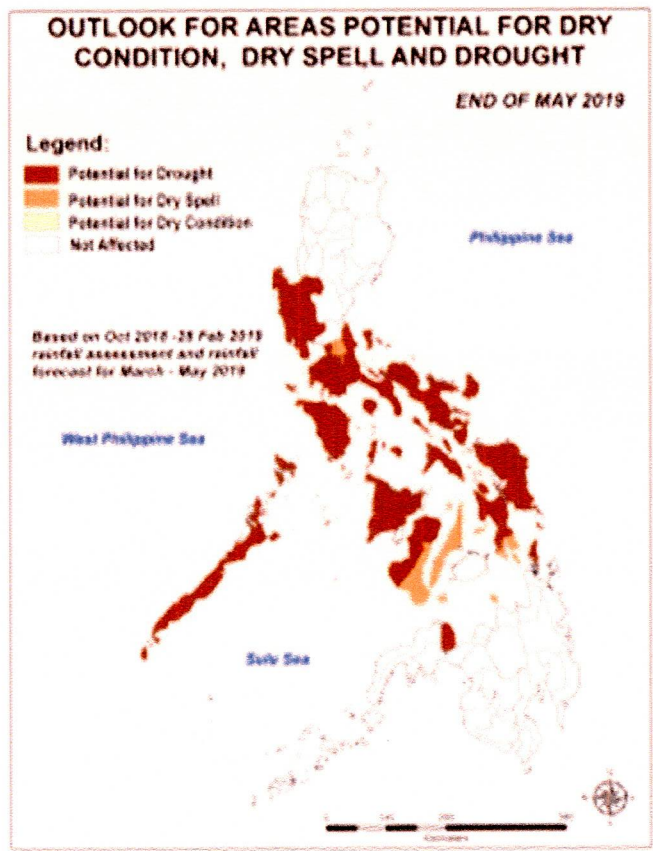 OUTLOOK FOR AREAS POTENTIAL FOR DRY
CONDITION, DRY SPELL AND DROUGHT
END OF MAY 2019
Legend:
Potential for Drought
Potential for Dry Spell
Potential for Dry Condition
Not Affected
Philippine Sea
Based on Oct 2018 -28 Feb 2019
rainfall assessment and rainfall
forecast for March - May 2019
West Philippine Sea
Sulu Sea
Kilometers